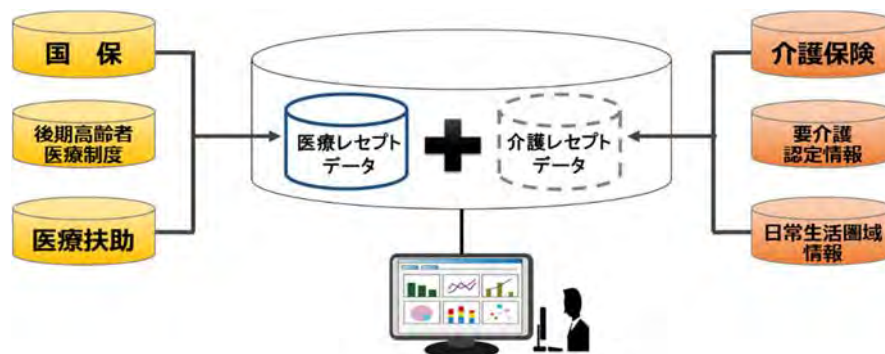 国 保
後期高齢者
医療制度
医療扶助
医療レセプト
データ
介護レセプト
データ
介護保険
要介護
認定情報
日常生活圏域
情報